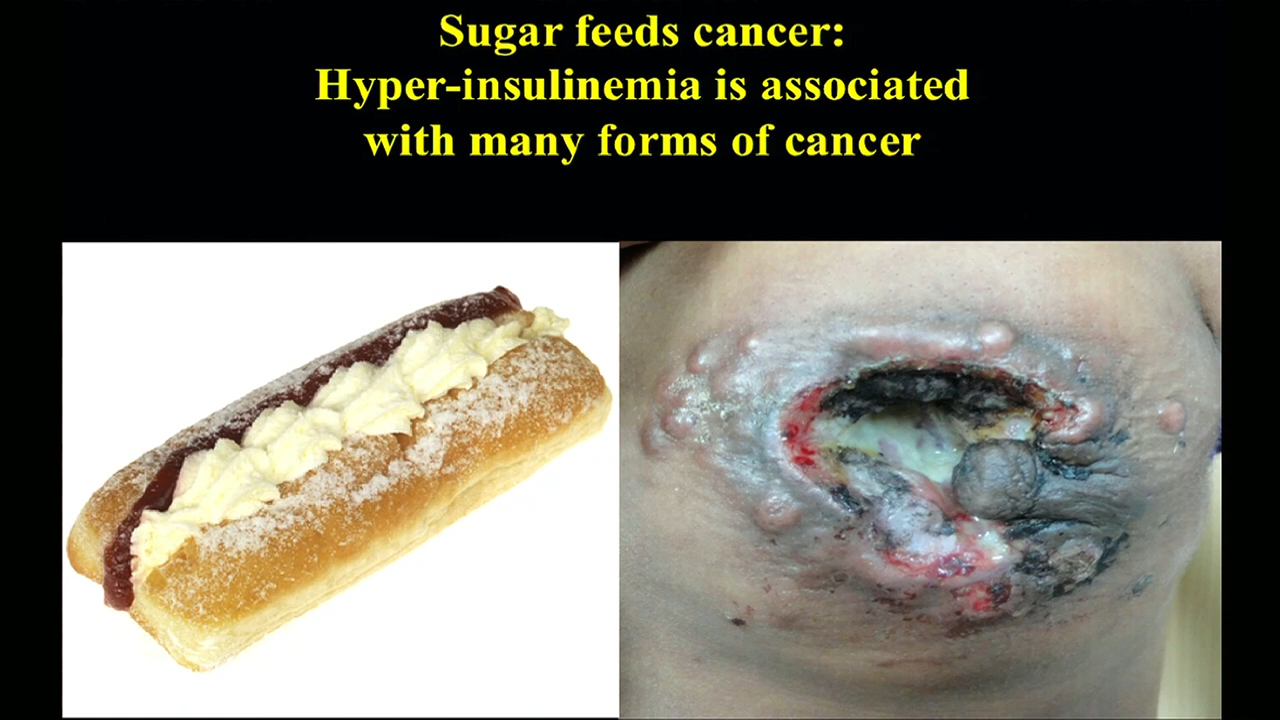 Sugar feeds cancer:
Hyper-insulinemia is associated
with many forms of cancer